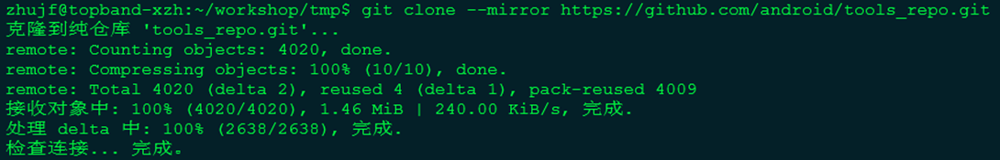 zhujf@topband-xzh:~/workshop/tmp$ git clone --mirror https://github.com/android/tools_repo.git
克隆到纯仓库 'tools_repo.git'...
remote: Counting objects: 4020, done.
remote: Compressing objects: 100% (10/10), done.
remote: Total 4020 (delta 2), reused 4 (delta 1), pack-reused 4009
接收对象中: 100% (4020/4020), 1.46 MiB | 240.00 KiB/s, 完成.
处理 delta 中: 100% (2638/2638), 完成.
检查连接... 完成。